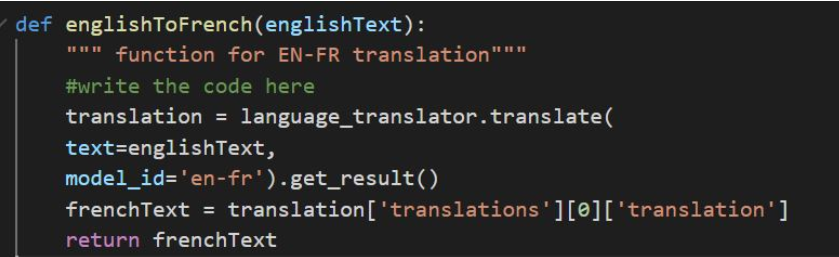 def englishToFrench(englishText):
""" function for EN-FR translation"""
#write the code here
translation = language_translator.translate(
text=englishText,
model_id='en-fr').get_result()
frenchText = translation['translations'][0]['translation']
return frenchText